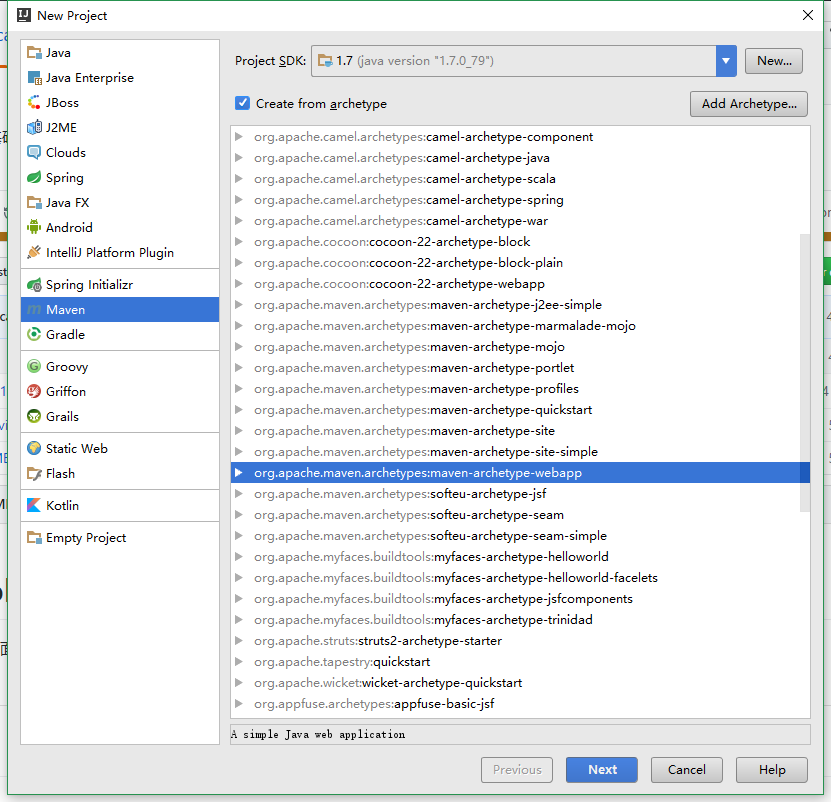 New Project
Java
Java Enterprise
JBoss
J2ME
Clouds
Spring
Java FX
Android
IntelliJ Platform Plugin
Spring Initializr
Maven
Gradle
Groovy
Griffon
Grails
Static Web
Flash
Kotlin
Empty Project
Project SDK: 1.7 (java version "1.7.0_79") New...
Create from archetype Add Archetype...
org.apache.camel.archetypes:camel-archetype-component
org.apache.camel.archetypes:camel-archetype-java
org.apache.camel.archetypes:camel-archetype-scala
org.apache.camel.archetypes:camel-archetype-spring
org.apache.camel.archetypes:camel-archetype-war
org.apache.cocoon:cocoon-22-archetype-block
org.apache.cocoon:cocoon-22-archetype-block-plain
org.apache.cocoon:cocoon-22-archetype-webapp
org.apache.maven.archetypes:maven-archetype-j2ee-simple
org.apache.maven.archetypes:maven-archetype-marmalade-mojo
org.apache.maven.archetypes:maven-archetype-mojo
org.apache.maven.archetypes:maven-archetype-portlet
org.apache.maven.archetypes:maven-archetype-profiles
org.apache.maven.archetypes:maven-archetype-quickstart
org.apache.maven.archetypes:maven-archetype-site
org.apache.maven.archetypes:maven-archetype-site-simple
org.apache.maven.archetypes:maven-archetype-webapp
org.apache.maven.archetypes:softeu-archetype-jsf
org.apache.maven.archetypes:softeu-archetype-seam
org.apache.maven.archetypes:softeu-archetype-seam-simple
org.apache.myfaces.buildtools:myfaces-archetype-helloworld
org.apache.myfaces.buildtools:myfaces-archetype-helloworld-facelets
org.apache.myfaces.buildtools:myfaces-archetype-jsfcomponents
org.apache.myfaces.buildtools:myfaces-archetype-trinidad
org.apache.struts:struts2-archetype-starter
org.apache.tapestry:quickstart
org.apache.wicket:wicket-archetype-quickstart
org.appfuse.archetypes:appfuse-basic-jsf
A simple Java web application
Previous Next Cancel Help